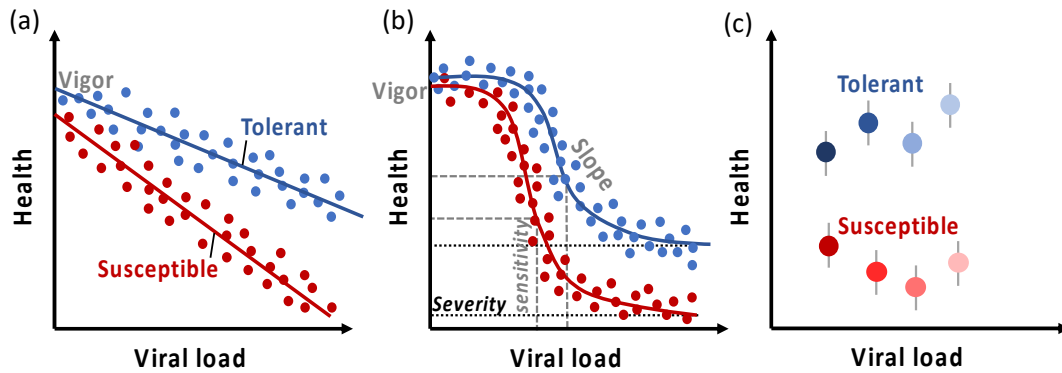 (a)
Vigor
Tolerant
Susceptible
Health
Viral load
(b)
Vigor
Slope
sensitivity
Severity
Health
Viral load
(c)
Tolerant
Susceptible
Health
Viral load